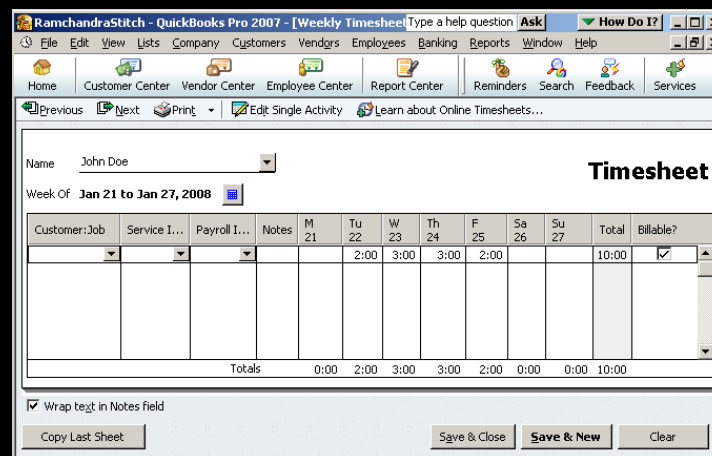 RamchandraStitch - QuickBooks Pro 2007 - [Weekly Timesheet Type a help question Ask How Do I?
File Edit View Lists Company Customers Vendors Employees Banking Reports Window Help
Home Customer Center Vendor Center Employee Center Report Center Reminders Search Feedback Services
Previous Next Print Edit Single Activity Learn about Online Timesheets...
Name John Doe
Timesheet
Week Of Jan 21 to Jan 27, 2008
Customer:Job Service I... Payroll I... Notes M 21 Tu 22 W 23 Th 24 F 25 Sa 26 Su 27 Total Billable?
2:00 3:00 3:00 2:00 10:00
Totals 0:00 2:00 3:00 3:00 2:00 0:00 0:00 10:00
Wrap text in Notes field
Copy Last Sheet Save & Close Save & New Clear